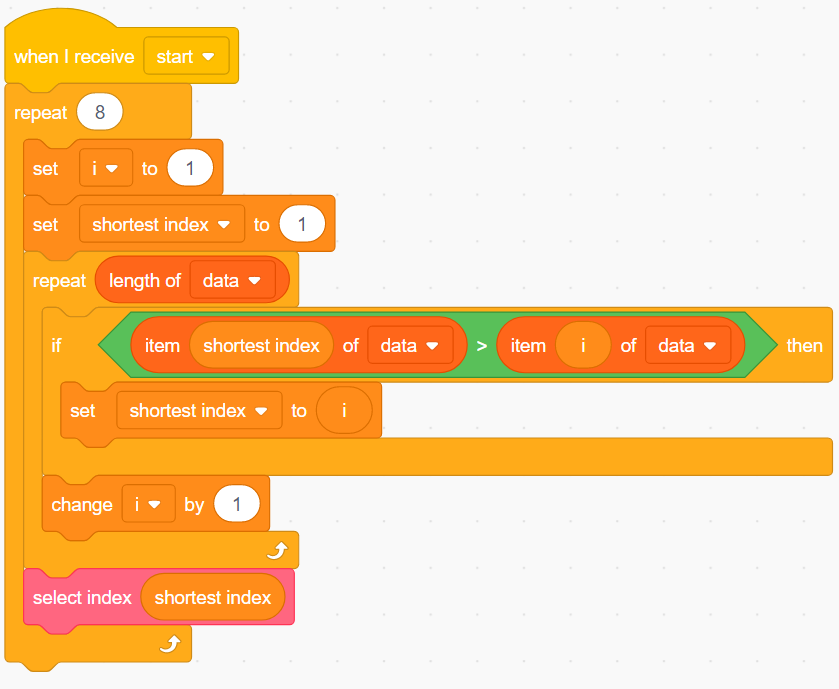 when I receive start
repeat 8
set i to 1
set shortest index to 1
repeat length of data
if item shortest index of data > item i of data then
set shortest index to i
change i by 1
select index shortest index